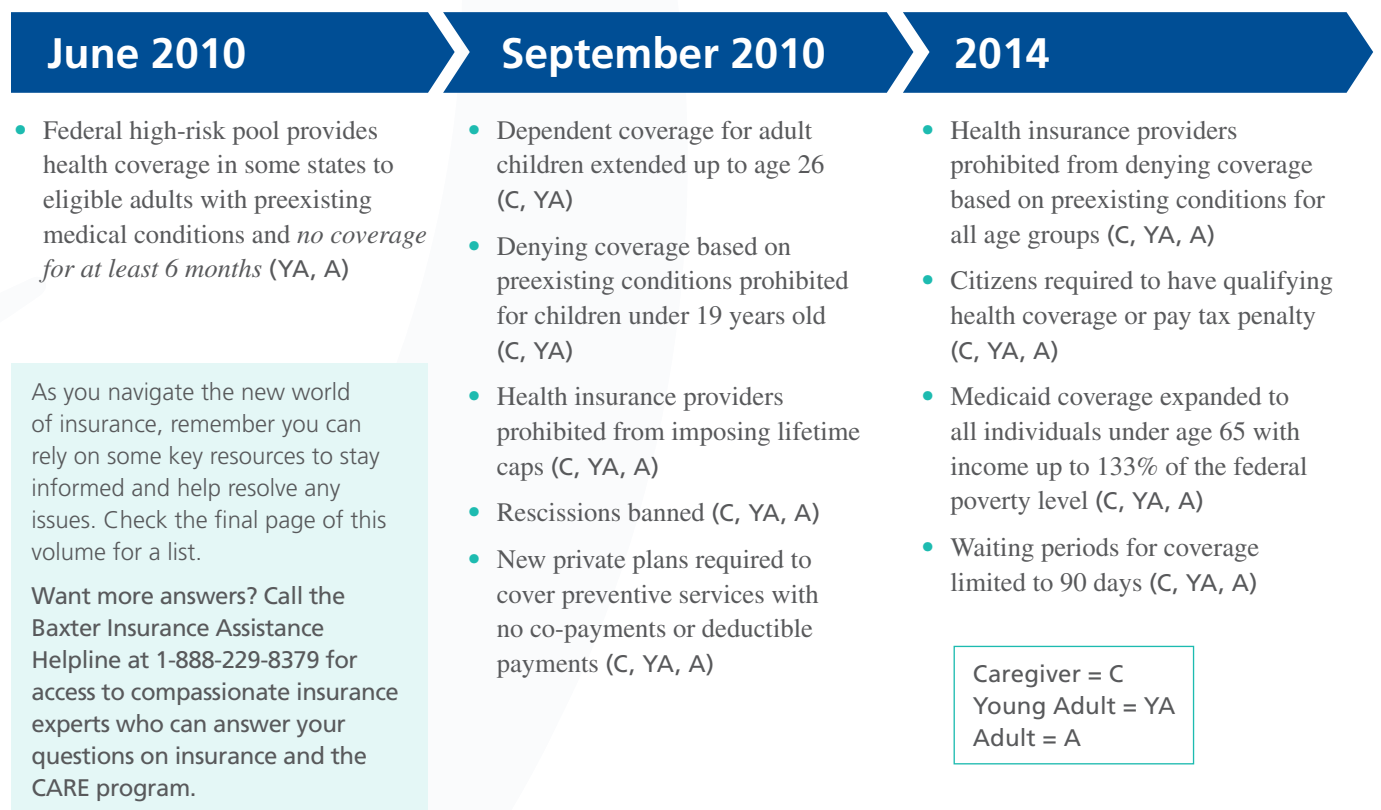 June 2010
• Federal high-risk pool provides
health coverage in some states to
eligible adults with preexisting
medical conditions and no coverage
for at least 6 months (YA, A)
As you navigate the new world
of insurance, remember you can
rely on some key resources to stay
informed and help resolve any
issues. Check the final page of this
volume for a list.
Want more answers? Call the
Baxter Insurance Assistance
Helpline at 1-888-229-8379 for
access to compassionate insurance
experts who can answer your
questions on insurance and the
CARE program.
September 2010
• Dependent coverage for adult
children extended up to age 26
(C, YA)
• Denying coverage based on
preexisting conditions prohibited
for children under 19 years old
(C, YA)
• Health insurance providers
prohibited from imposing lifetime
caps (C, YA, A)
• Rescissions banned (C, YA, A)
• New private plans required to
cover preventive services with
no co-payments or deductible
payments (C, YA, A)
2014
• Health insurance providers
prohibited from denying coverage
based on preexisting conditions for
all age groups (C, YA, A)
• Citizens required to have qualifying
health coverage or pay tax penalty
(C, YA, A)
• Medicaid coverage expanded to
all individuals under age 65 with
income up to 133% of the federal
poverty level (C, YA, A)
• Waiting periods for coverage
limited to 90 days (C, YA, A)
Caregiver = C
Young Adult = YA
Adult = A